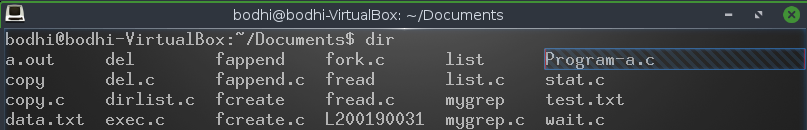 bodhi@bodhi-VirtualBox: ~/Documents
bodhi@bodhi-VirtualBox:~/Documents$ dir
a.out del fappend fork.c list Program-a.c
copy del.c fappend.c fread list.c stat.c
copy.c dirlist.c fcreate fread.c mygrep test.txt
data.txt exec.c fcreate.c L200190031 mygrep.c wait.c